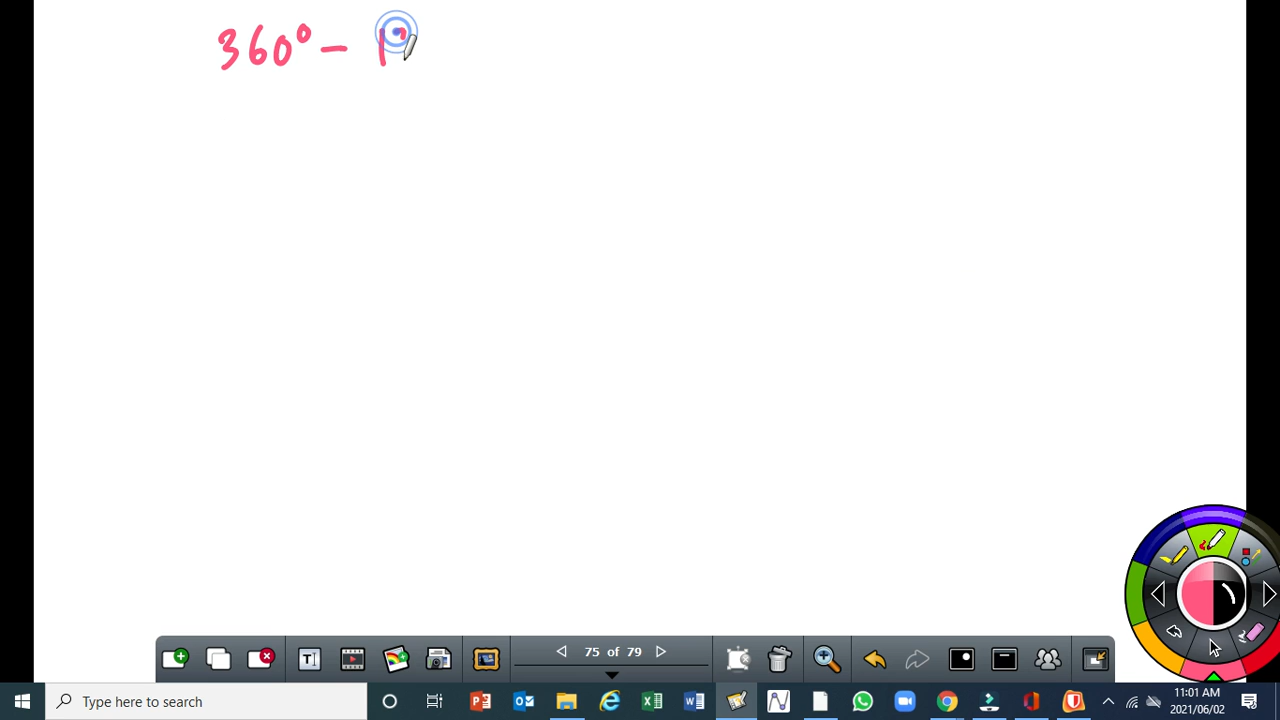 360° - 1
75 of 79
Type here to search
11:01 AM
2021/06/02